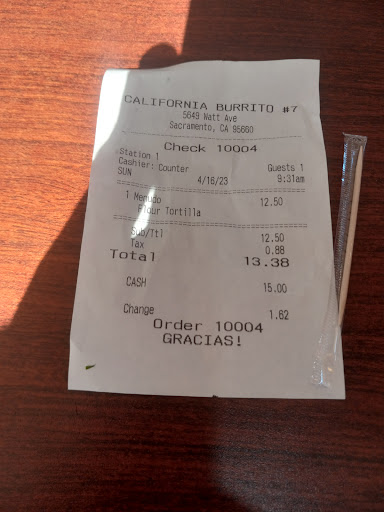 CALIFORNIA BURRITO #7
5649 Watt Ave
Sacramento, CA 95660
Check 10004
Station 1
Cashier: Counter Guests 1
SUN 4/16/23 9:31am
1 Menudo 12.50
Flour Tortilla
Sub/Ttl 12.50
Tax 0.88
Total 13.38
CASH 15.00
Change 1.62
Order 10004
GRACIAS!